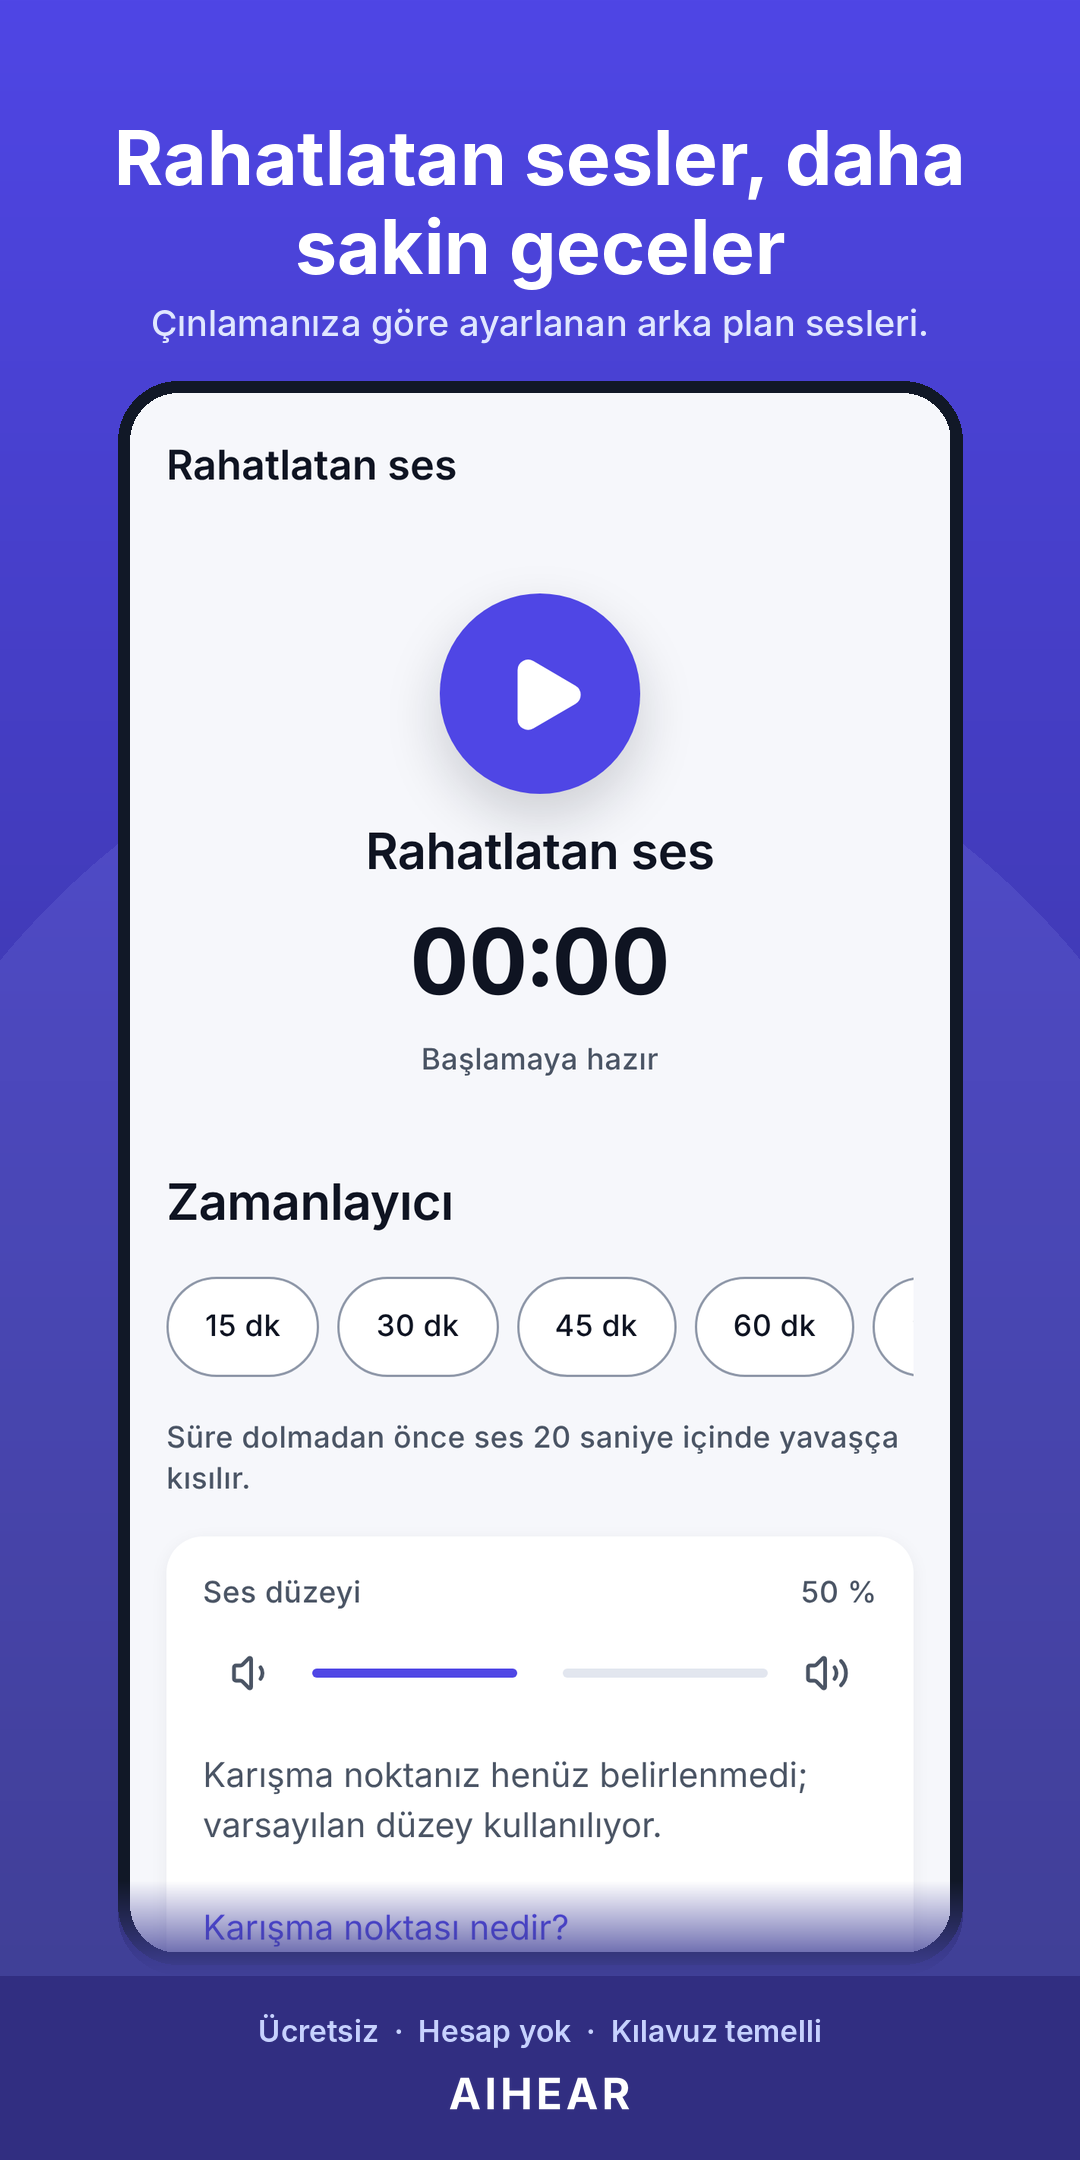 Rahatlatan sesler, daha
sakin geceler
Çınlamanıza göre ayarlanan arka plan sesleri.
Rahatlatan ses
Rahatlatan ses
00:00
Başlamaya hazır
Zamanlayıcı
15 dk 30 dk 45 dk 60 dk
Süre dolmadan önce ses 20 saniye içinde yavaşça
kısılır.
Ses düzeyi 50 %
Karışma noktanız henüz belirlenmedi;
varsayılan düzey kullanılıyor.
Karışma noktası nedir?
Ücretsiz · Hesap yok · Kılavuz temelli
AIHEAR